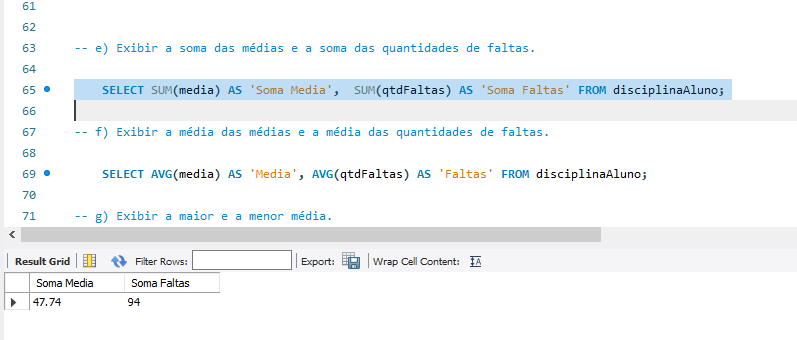 61
62
63 -- e) Exibir a soma das médias e a soma das quantidades de faltas.
64
65 SELECT SUM(media) AS 'Soma Media', SUM(qtdFaltas) AS 'Soma Faltas' FROM disciplinaAluno;
66
67 -- f) Exibir a média das médias e a média das quantidades de faltas.
68
69 SELECT AVG(media) AS 'Media', AVG(qtdFaltas) AS 'Faltas' FROM disciplinaAluno;
70
71 -- g) Exibir a maior e a menor média.
Result Grid Filter Rows: Export: Wrap Cell Content:
Soma Media Soma Faltas
47.74 94